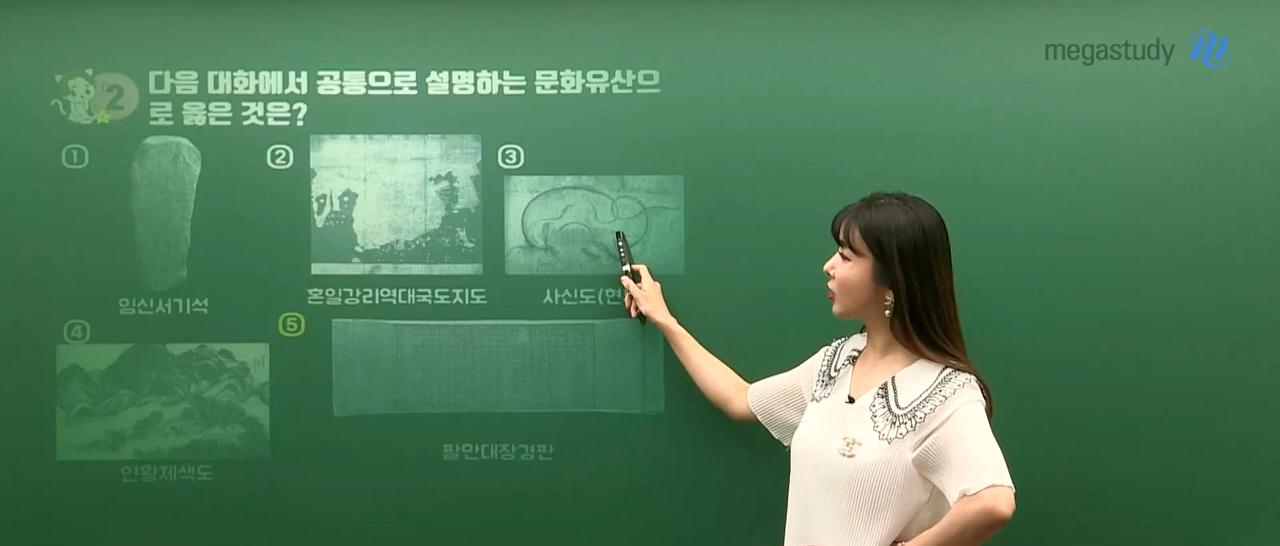 megastudy
2
다음 대화에서 공통으로 설명하는 문화유산으
로 옳은 것은?
①
②
③
임신서기석
혼일강리역대국도지도
사신도(현
④
⑤
인왕제색도
팔만대장경판